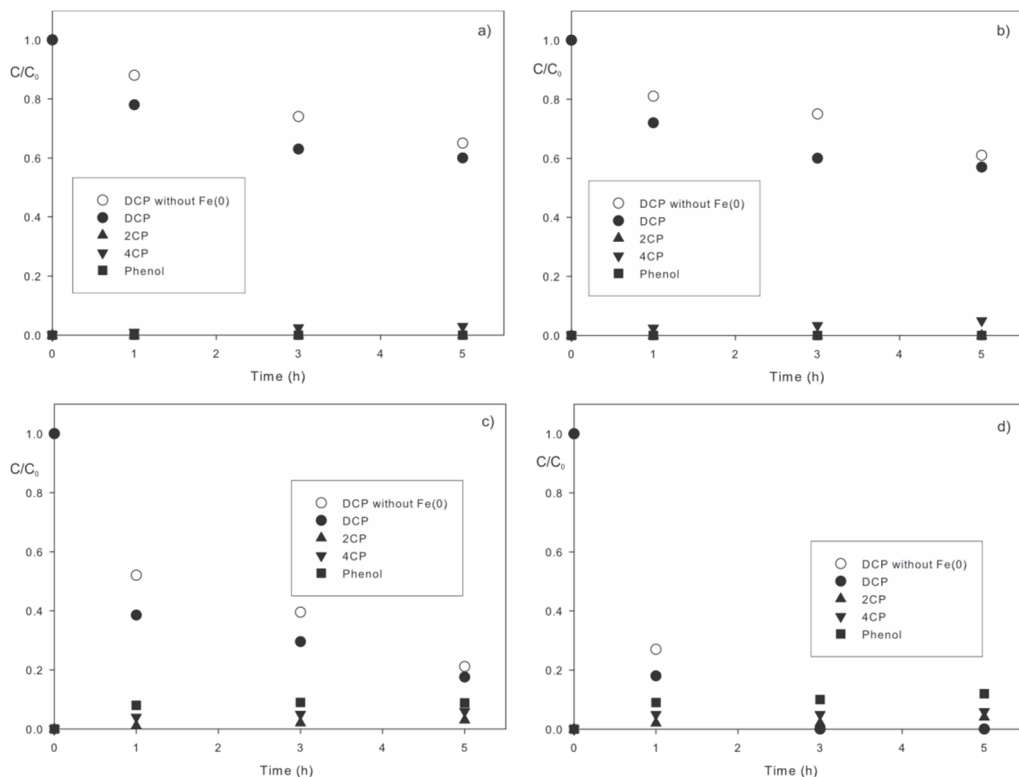 a)
1.0
C/C₀
0.8
0.6
0.4
0.2
0.0
DCP without Fe(0)
DCP
2CP
4CP
Phenol
0 1 2 3 4 5
Time (h)
b)
1.0
C/C₀
0.8
0.6
0.4
0.2
0.0
DCP without Fe(0)
DCP
2CP
4CP
Phenol
0 1 2 3 4 5
Time (h)
c)
1.0
C/C₀
0.8
0.6
0.4
0.2
0.0
DCP without Fe(0)
DCP
2CP
4CP
Phenol
0 1 2 3 4 5
Time (h)
d)
1.0
C/C₀
0.8
0.6
0.4
0.2
0.0
DCP without Fe(0)
DCP
2CP
4CP
Phenol
0 1 2 3 4 5
Time (h)